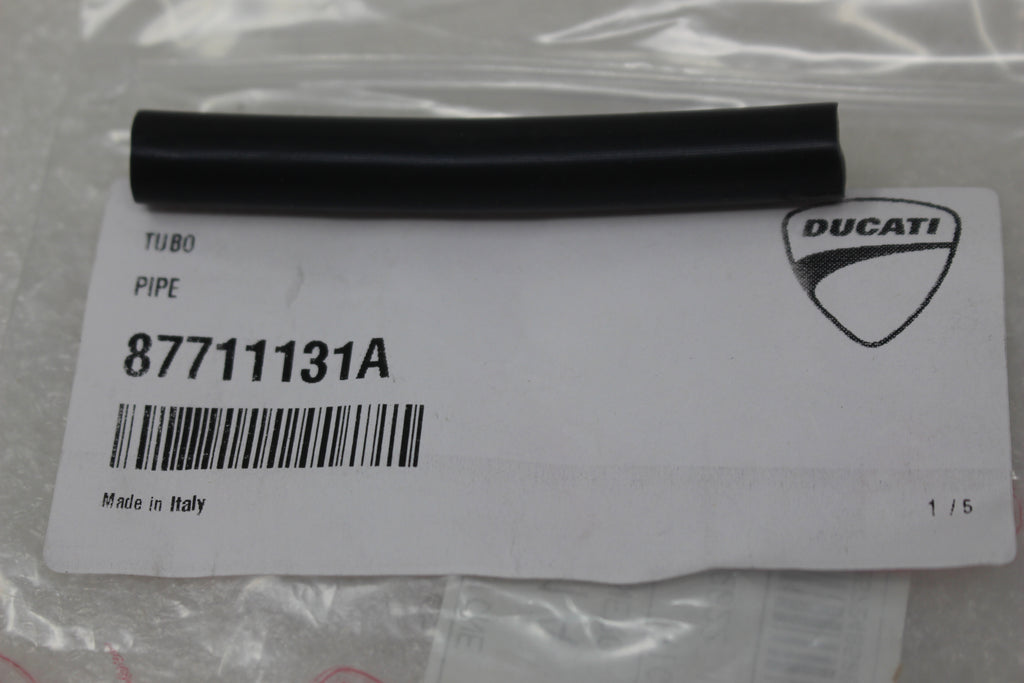 DUCATI
TUBO
PIPE
87711131A
Made in Italy
1 / 5